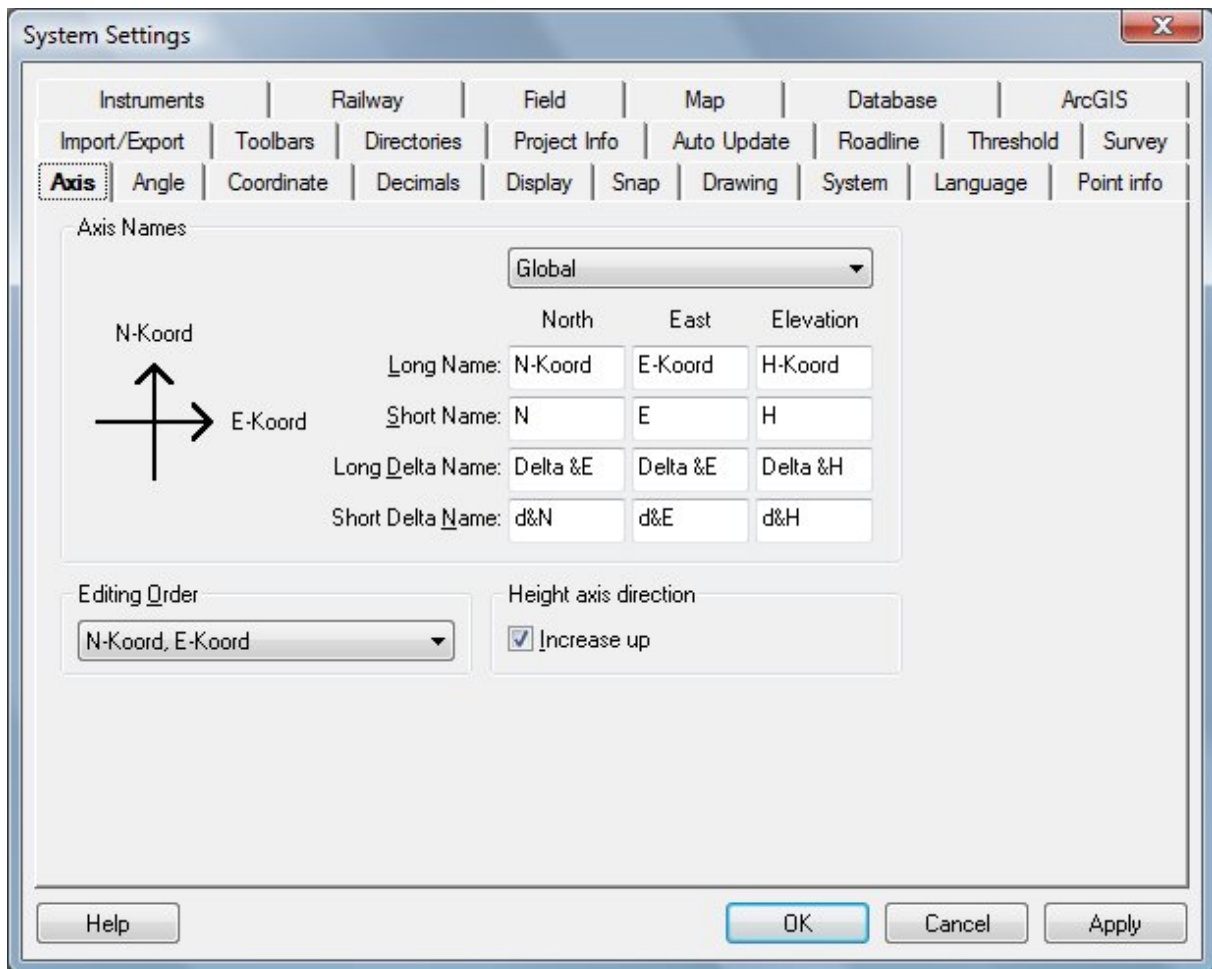 System Settings
Instruments Railway Field Map Database ArcGIS
Import/Export Toolbars Directories Project Info Auto Update Roadline Threshold Survey
Axis Angle Coordinate Decimals Display Snap Drawing System Language Point info
Axis Names
Global
North East Elevation
N-Koord
E-Koord
Long Name: N-Koord E-Koord H-Koord
Short Name: N E H
Long Delta Name: Delta &E Delta &E Delta &H
Short Delta Name: d&N d&E d&H
Editing Order
N-Koord, E-Koord
Height axis direction
Increase up
Help OK Cancel Apply